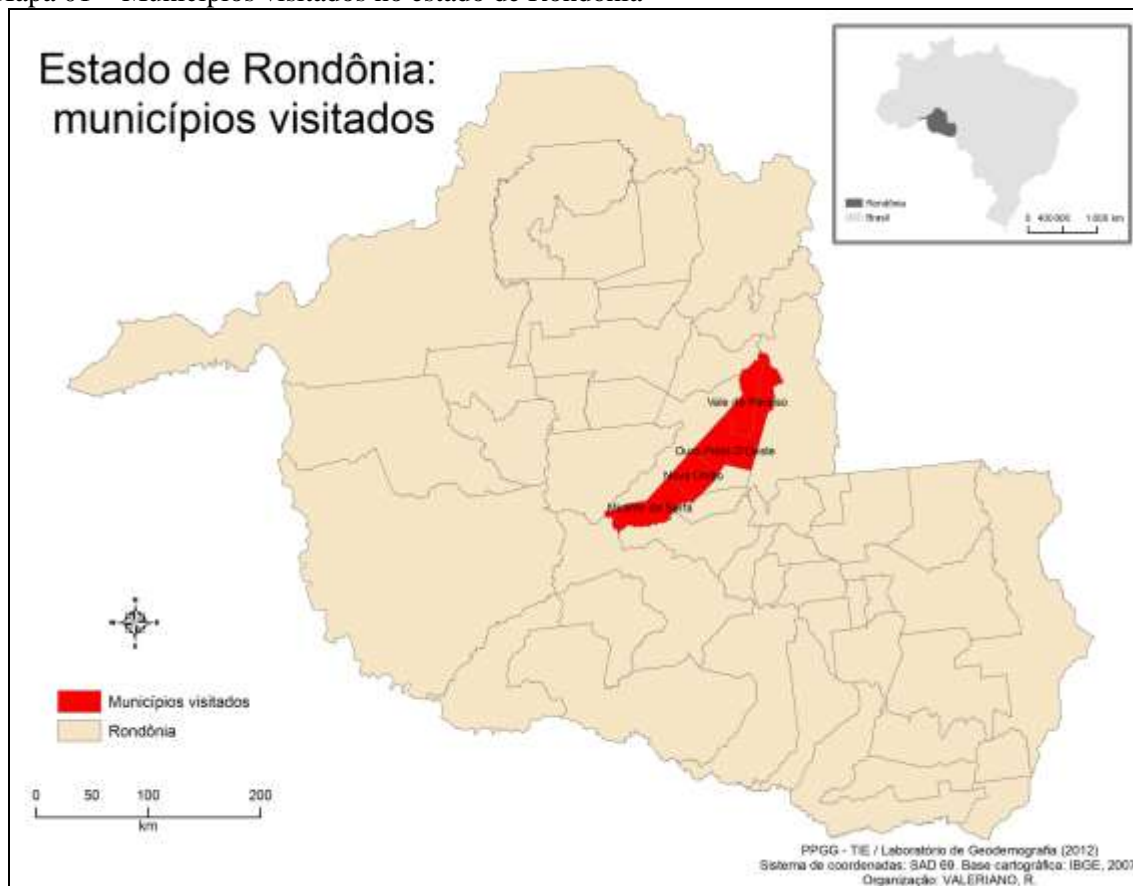 Mapa 01 – Municípios visitados no estado de Rondônia
Estado de Rondônia:
municípios visitados
Rondônia
Brasil
0 400000 1.000 km
Vale do Paraíso
Ouro Preto D'Oeste
Nova União
Mirante da Serra
Municípios visitados
Rondônia
0 50 100 200
km
PPGG - TIE / Laboratório de Geodemografia (2012)
Sistema de coordenadas: SAD 69. Base cartográfica: IBGE, 2007
Organização: VALERIANO, R.